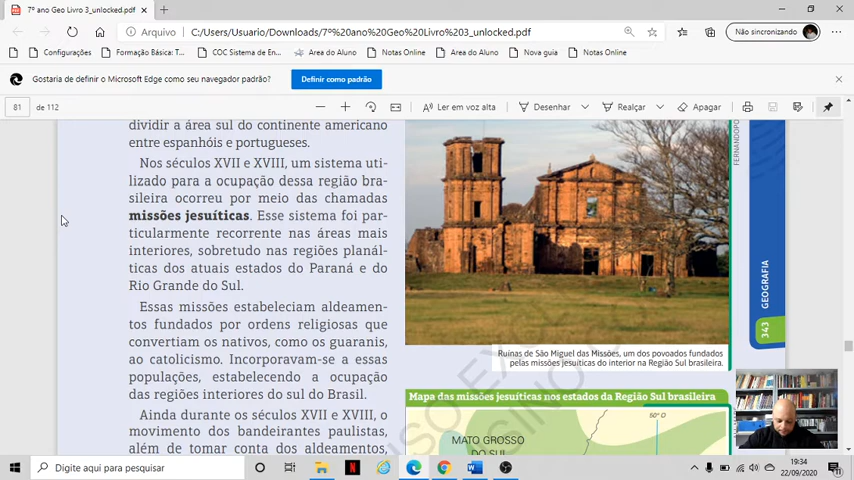 7º ano Geo Livro 3_unlocked.pdf
Arquivo
C:/Users/Usuario/Downloads/7º%20ano%20Geo%20Livro%203_unlocked.pdf
Não sincronizando
Configurações
Formação Básica: T...
COC Sistema de En...
Area do Aluno
Notas Online
Area do Aluno
Nova guia
Notas Online
Gostaria de definir o Microsoft Edge como seu navegador padrão?
Definir como padrão
81 de 112
Ler em voz alta
Desenhar
Realçar
Apagar
dividir a área sul do continente americano
entre espanhóis e portugueses.
Nos séculos XVII e XVIII, um sistema uti-
lizado para a ocupação dessa região bra-
sileira ocorreu por meio das chamadas
missões jesuíticas. Esse sistema foi par-
ticularmente recorrente nas áreas mais
interiores, sobretudo nas regiões planál-
ticas dos atuais estados do Paraná e do
Rio Grande do Sul.
Essas missões estabeleciam aldeamen-
tos fundados por ordens religiosas que
convertiam os nativos, como os guaranis,
ao catolicismo. Incorporavam-se a essas
populações, estabelecendo a ocupação
das regiões interiores do sul do Brasil.
Ainda durante os séculos XVII e XVIII, o
movimento dos bandeirantes paulistas,
além de tomar conta dos aldeamentos,
Ruínas de São Miguel das Missões, um dos povoados fundados
pelas missões jesuíticas do interior na Região Sul brasileira.
Mapa das missões jesuíticas nos estados da Região Sul brasileira
50° O
MATO GROSSO
DO SUL
GEOGRAFIA
343
Digite aqui para pesquisar
19:34
22/09/2020